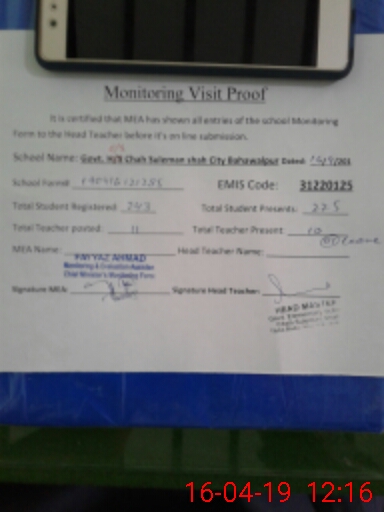 Monitoring Visit Proof
It is certified that MEA has shown all entries of the school Monitoring
Form to the Head Teacher before it's on line submission.
School Name: Govt. H/S Chah Suleman shah City Bahawalpur Dated:
School Form#
EMIS Code: 31220125
Total Student Registered: 243 Total Student Presents: 225
Total Teacher posted: 11 Total Teacher Present: 10
MEA Name: Head Teacher Name:
FAYYAZ AHMAD
Monitoring & Evaluation Assistant
Chief Minister's Monitoring Force
Signature MEA: Signature Head Teacher:
HEAD MASTER
16-04-19 12:16